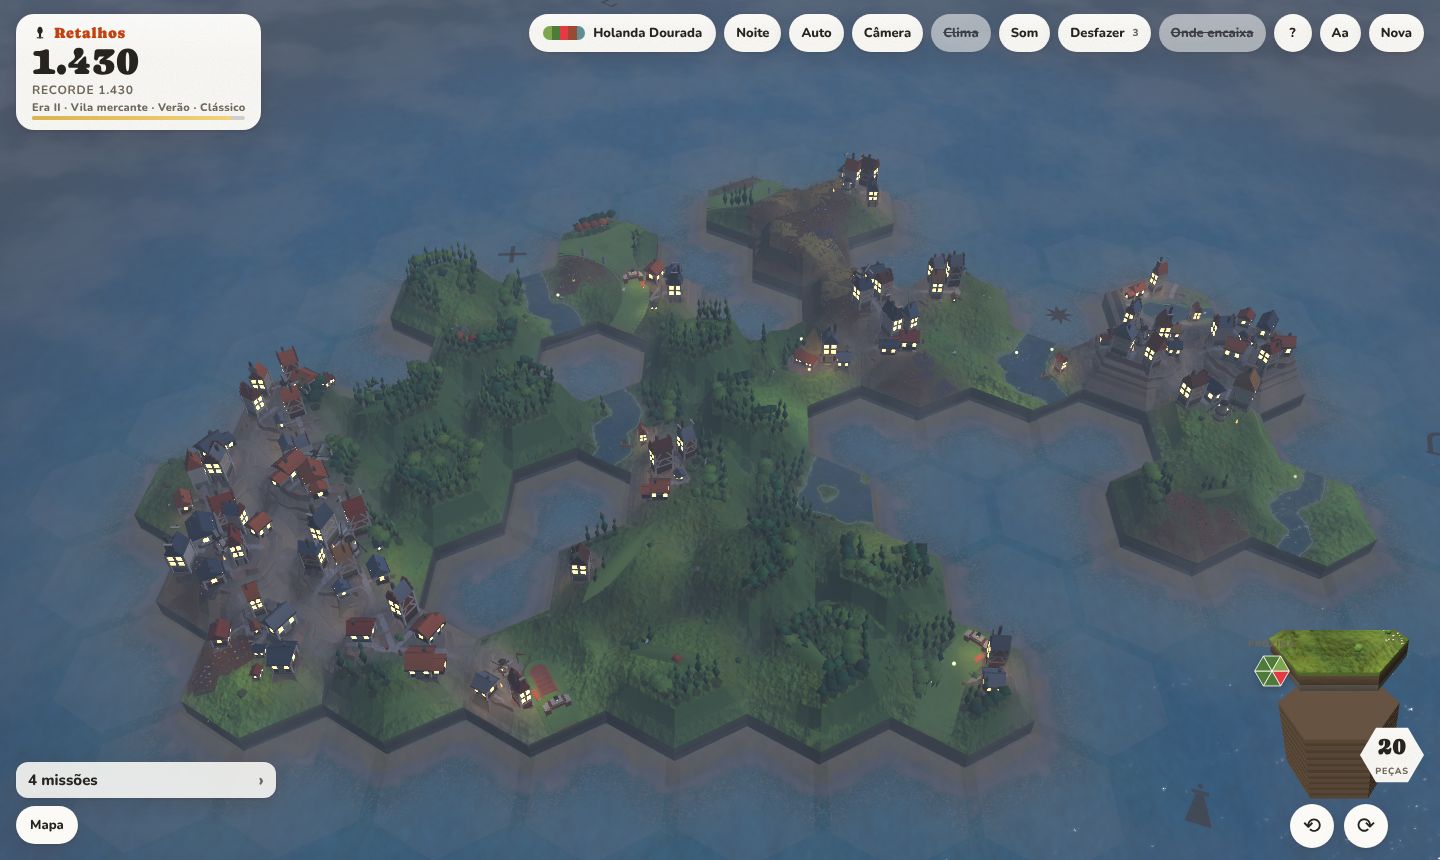 Retalhos
1.430
RECORDE 1.430
Era II · Vila mercante · Verão · Clássico
Holanda Dourada
Noite
Auto
Câmera
Clima
Som
Desfazer 3
Onde encaixa
?
Aa
Nova
4 missões ›
Mapa
20
PEÇAS